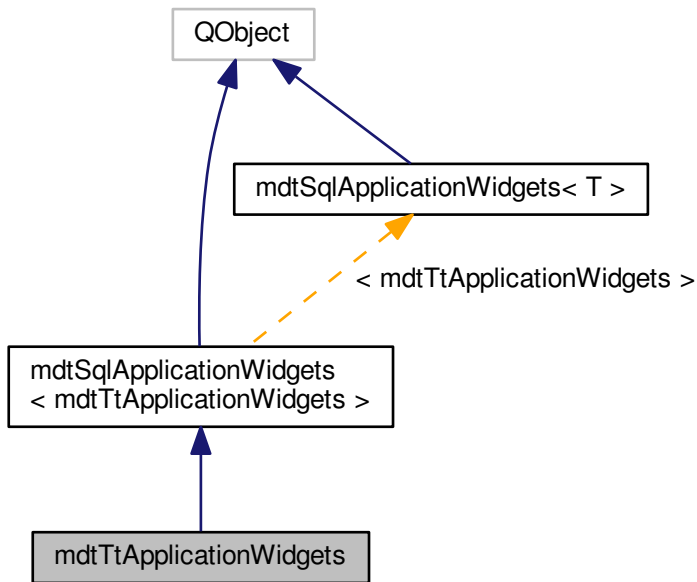 QObject
mdtSqlApplicationWidgets< T >
< mdtTtApplicationWidgets >
mdtSqlApplicationWidgets
< mdtTtApplicationWidgets >
mdtTtApplicationWidgets